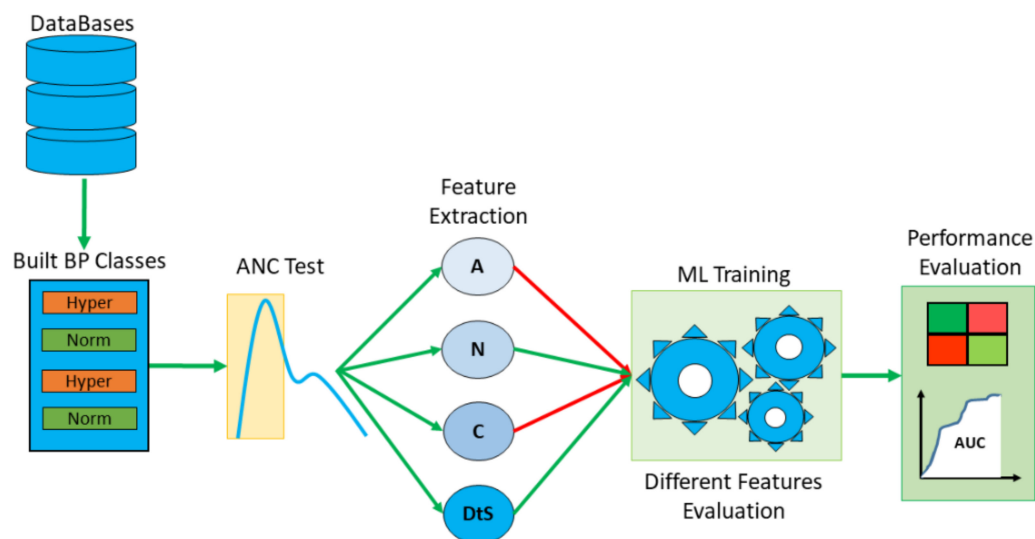 DataBases
Built BP Classes
Hyper
Norm
Hyper
Norm
ANC Test
Feature
Extraction
A
N
C
DtS
ML Training
Different Features
Evaluation
Performance
Evaluation
AUC